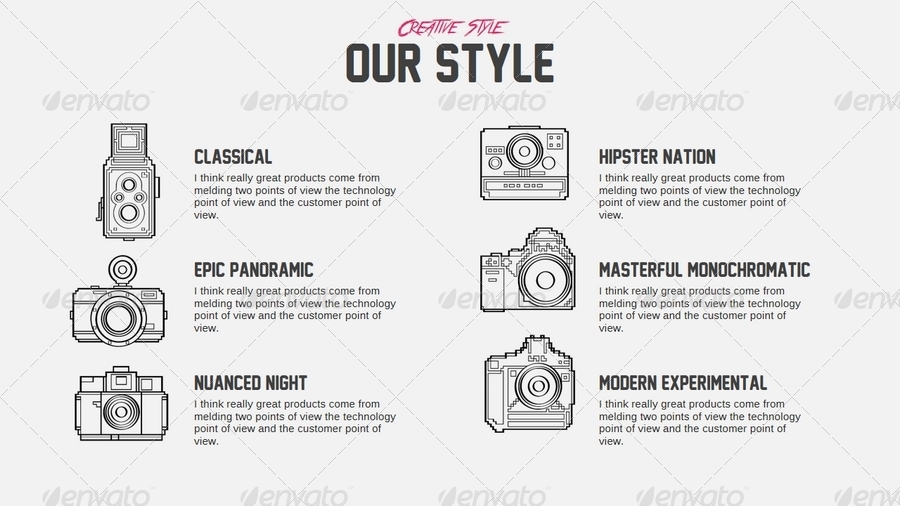 Creative Style
OUR STYLE
CLASSICAL
I think really great products come from
melding two points of view the technology
point of view and the customer point of
view.
EPIC PANORAMIC
I think really great products come from
melding two points of view the technology
point of view and the customer point of
view.
NUANCED NIGHT
I think really great products come from
melding two points of view the technology
point of view and the customer point of
view.
HIPSTER NATION
I think really great products come from
melding two points of view the technology
point of view and the customer point of
view.
MASTERFUL MONOCHROMATIC
I think really great products come from
melding two points of view the technology
point of view and the customer point of
view.
MODERN EXPERIMENTAL
I think really great products come from
melding two points of view the technology
point of view and the customer point of
view.
envato
envato
envato
envato
envato
envato
envato
envato
envato
envato
envato
envato